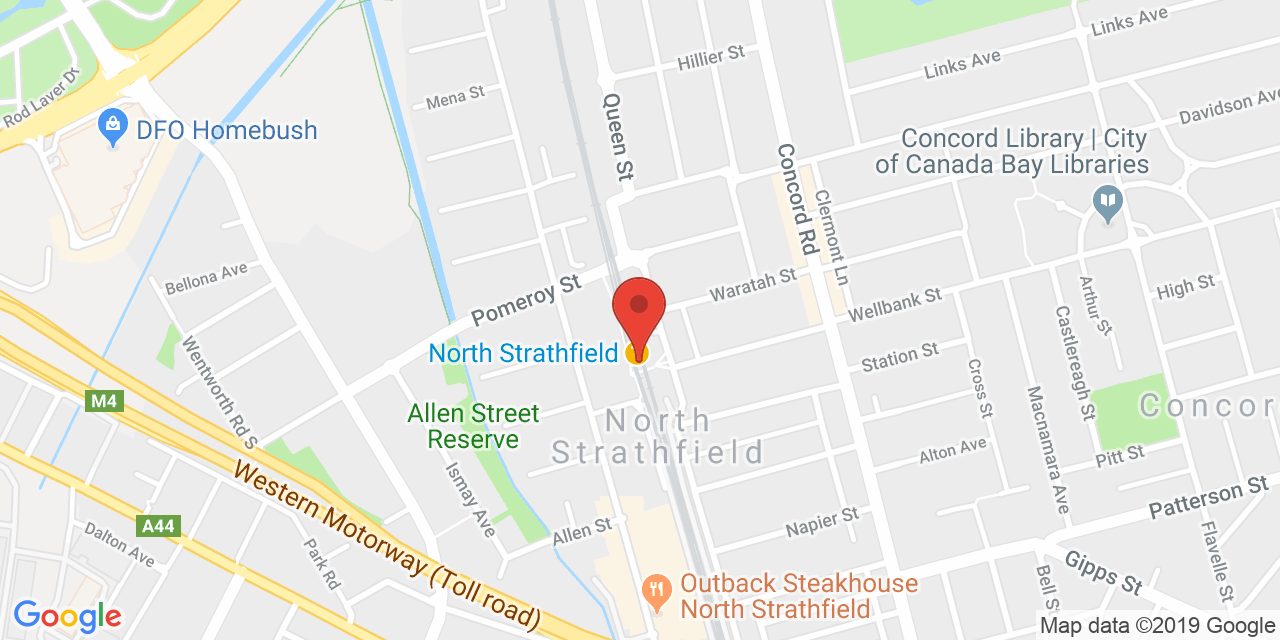 Links Ave
Hillier St
Links Ave
Rod Laver Dr
Mena St
Queen St
Davidson Ave
DFO Homebush
Concord Library | City
of Canada Bay Libraries
Concord Rd
Clermont Ln
Bellona Ave
Pomeroy St
Waratah St
Wellbank St
Arthur St
High St
Wentworth Rd S
North Strathfield
Station St
Castlereagh St
Cross St
M4
Allen Street
Reserve
North
Strathfield
Macnamara Ave
Concor
Alton Ave
Pitt St
Western Motorway (Toll road)
Ismay Ave
Patterson St
A44
Dalton Ave
Park Rd
Allen St
Napier St
Flavelle St
Gipps St
Bell S
Outback Steakhouse
North Strathfield
Google
Map data ©2019 Google